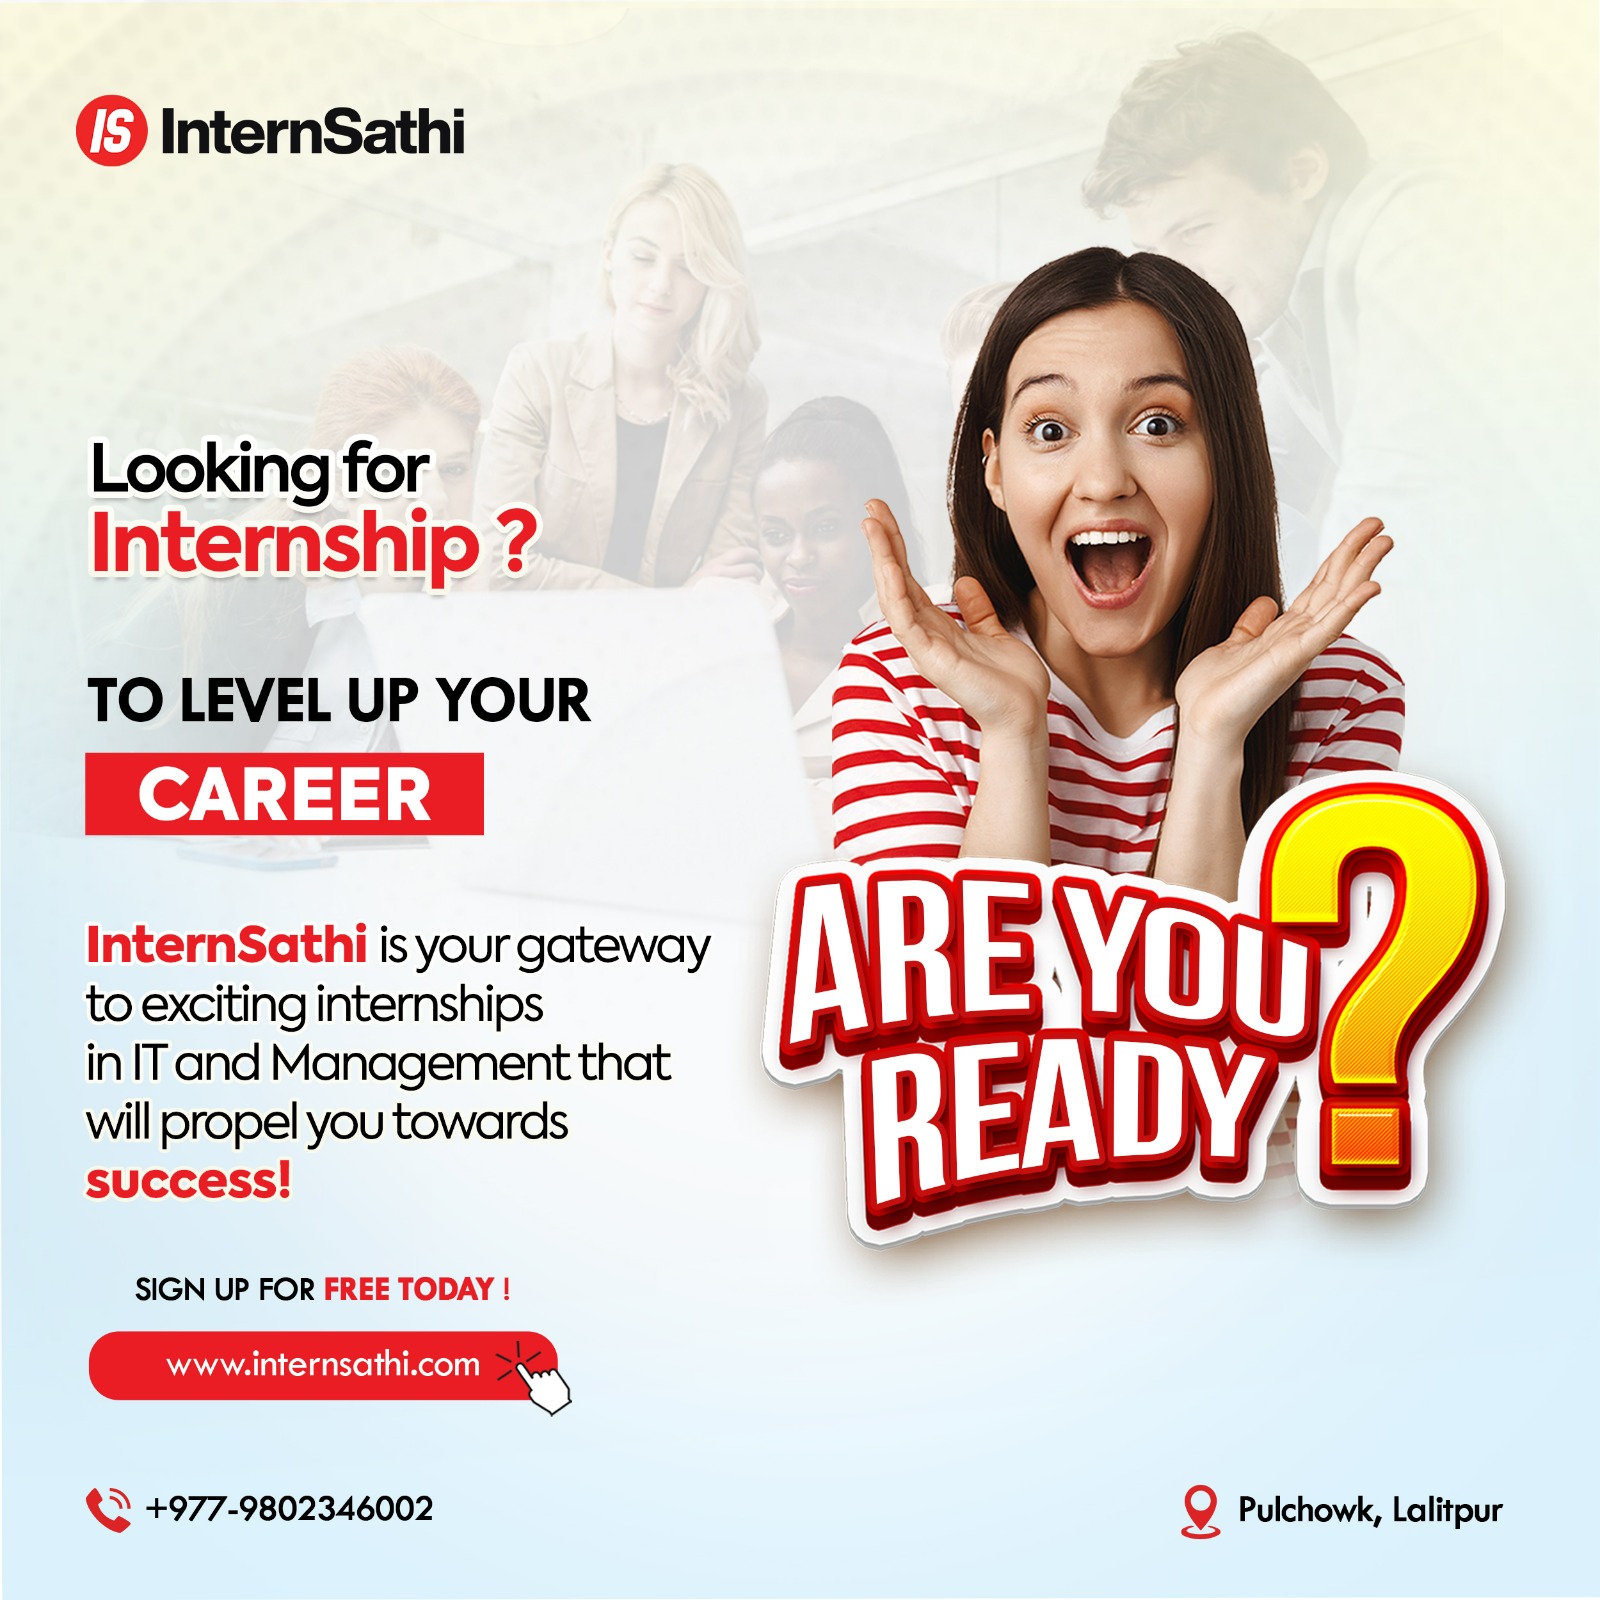 IS InternSathi
Looking for
Internship ?
TO LEVEL UP YOUR
CAREER
InternSathi is your gateway
to exciting internships
in IT and Management that
will propel you towards
success!
ARE YOU
READY?
SIGN UP FOR FREE TODAY !
www.internsathi.com
+977-9802346002
Pulchowk, Lalitpur